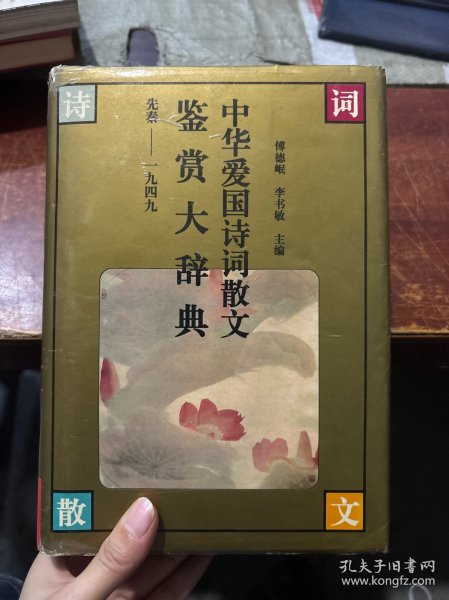 诗
词
傅德岷 李书敏 主编
中华爱国诗词散文
鉴赏大辞典
先秦——一九四九
散
文
孔夫子旧书网
www.kongfz.com